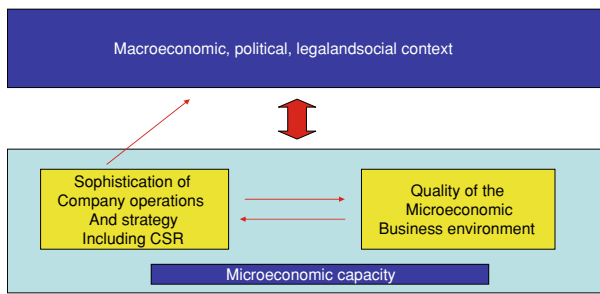 Macroeconomic, political, legalandsocial context
Sophistication of
Company operations
And strategy
Including CSR
Quality of the
Microeconomic
Business environment
Microeconomic capacity